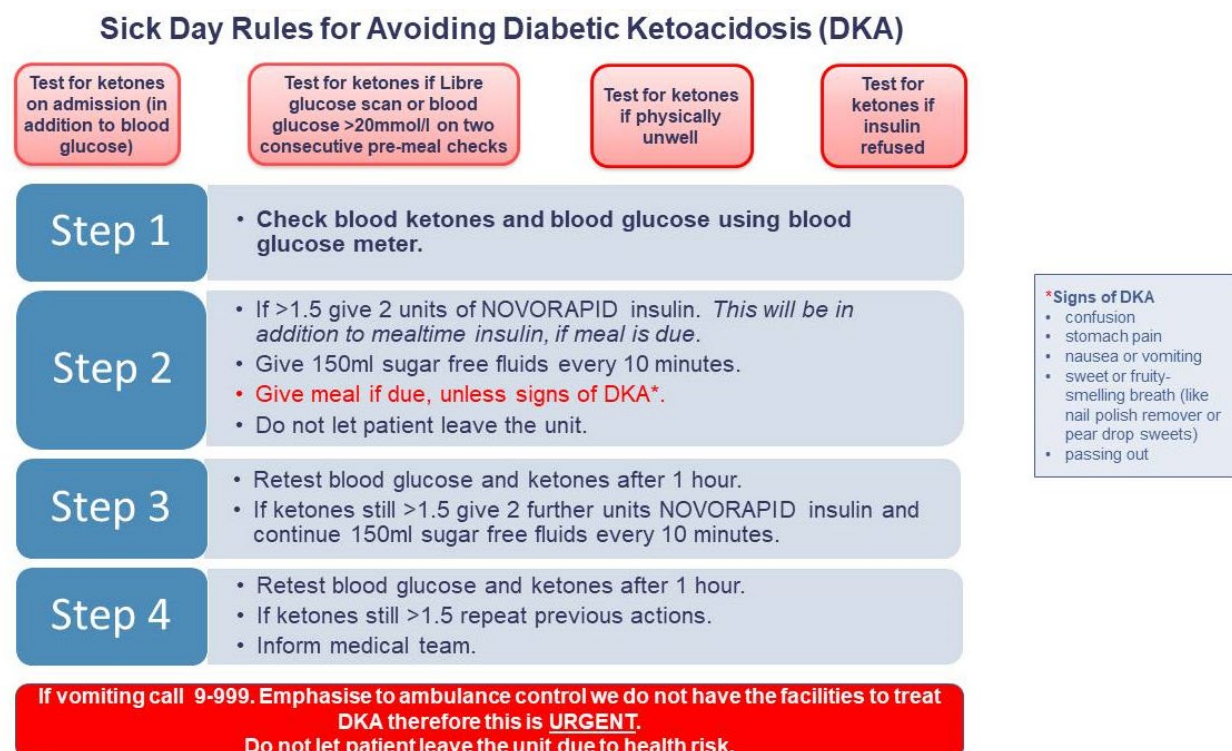 Sick Day Rules for Avoiding Diabetic Ketoacidosis (DKA)
Test for ketones
on admission (in
addition to blood
glucose)
Test for ketones if Libre
glucose scan or blood
glucose >20mmol/l on two
consecutive pre-meal checks
Test for ketones
if physically
unwell
Test for
ketones if
insulin
refused
Step 1
• Check blood ketones and blood glucose using blood
glucose meter.
Step 2
• If >1.5 give 2 units of NOVORAPID insulin. This will be in
addition to mealtime insulin, if meal is due.
• Give 150ml sugar free fluids every 10 minutes.
• Give meal if due, unless signs of DKA*.
• Do not let patient leave the unit.
Step 3
• Retest blood glucose and ketones after 1 hour.
• If ketones still >1.5 give 2 further units NOVORAPID insulin and
continue 150ml sugar free fluids every 10 minutes.
Step 4
• Retest blood glucose and ketones after 1 hour.
• If ketones still >1.5 repeat previous actions.
• Inform medical team.
*Signs of DKA
• confusion
• stomach pain
• nausea or vomiting
• sweet or fruity-
smelling breath (like
nail polish remover or
pear drop sweets)
• passing out
If vomiting call 9-999. Emphasise to ambulance control we do not have the facilities to treat
DKA therefore this is URGENT.
Do not let patient leave the unit due to health risk.